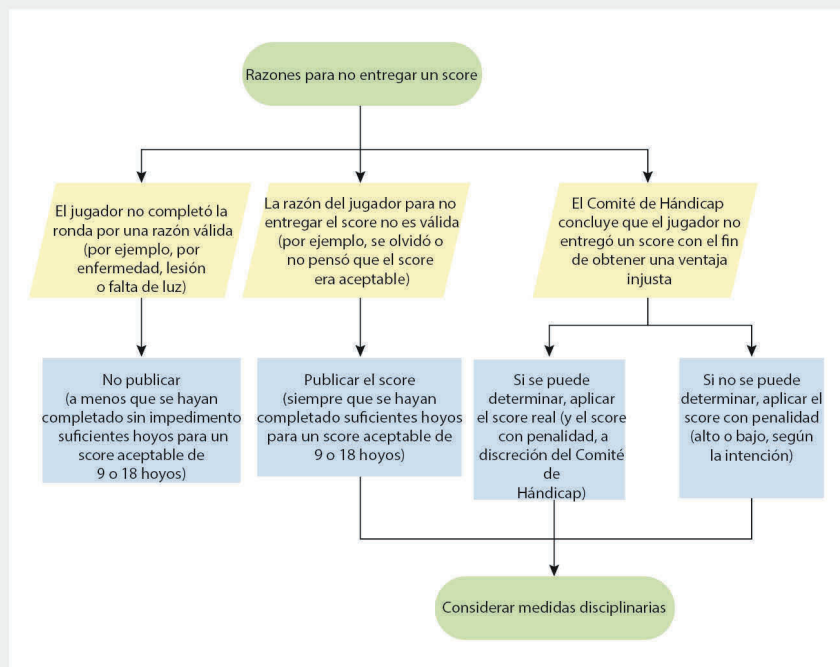 Razones para no entregar un score
El jugador no completó la
ronda por una razón válida
(por ejemplo, por
enfermedad, lesión
o falta de luz)
La razón del jugador para no
entregar el score no es válida
(por ejemplo, se olvidó o
no pensó que el score
era aceptable)
El Comité de Hándicap
concluye que el jugador no
entregó un score con el fin
de obtener una ventaja
injusta
No publicar
(a menos que se hayan
completado sin impedimento
suficientes hoyos para un
score aceptable de
9 o 18 hoyos)
Publicar el score
(siempre que se hayan
completado suficientes hoyos
para un score aceptable de
9 o 18 hoyos)
Si se puede
determinar, aplicar
el score real (y el score
con penalidad, a
discreción del Comité
de
Hándicap)
Si no se puede
determinar, aplicar el
score con penalidad
(alto o bajo, según
la intención)
Considerar medidas disciplinarias